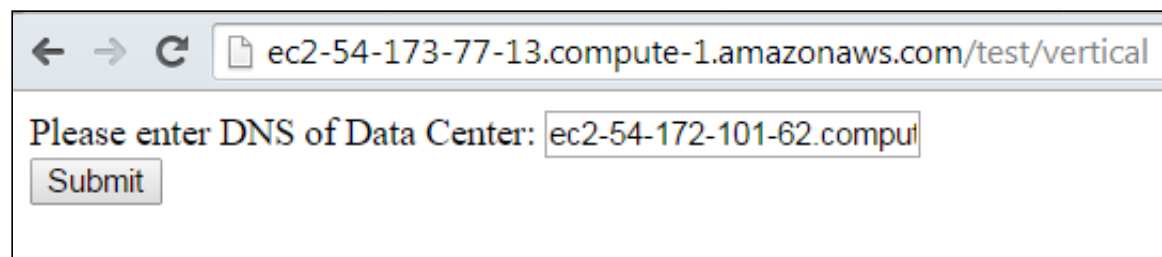 ec2-54-173-77-13.compute-1.amazonaws.com/test/vertical
Please enter DNS of Data Center: ec2-54-172-101-62.comput
Submit